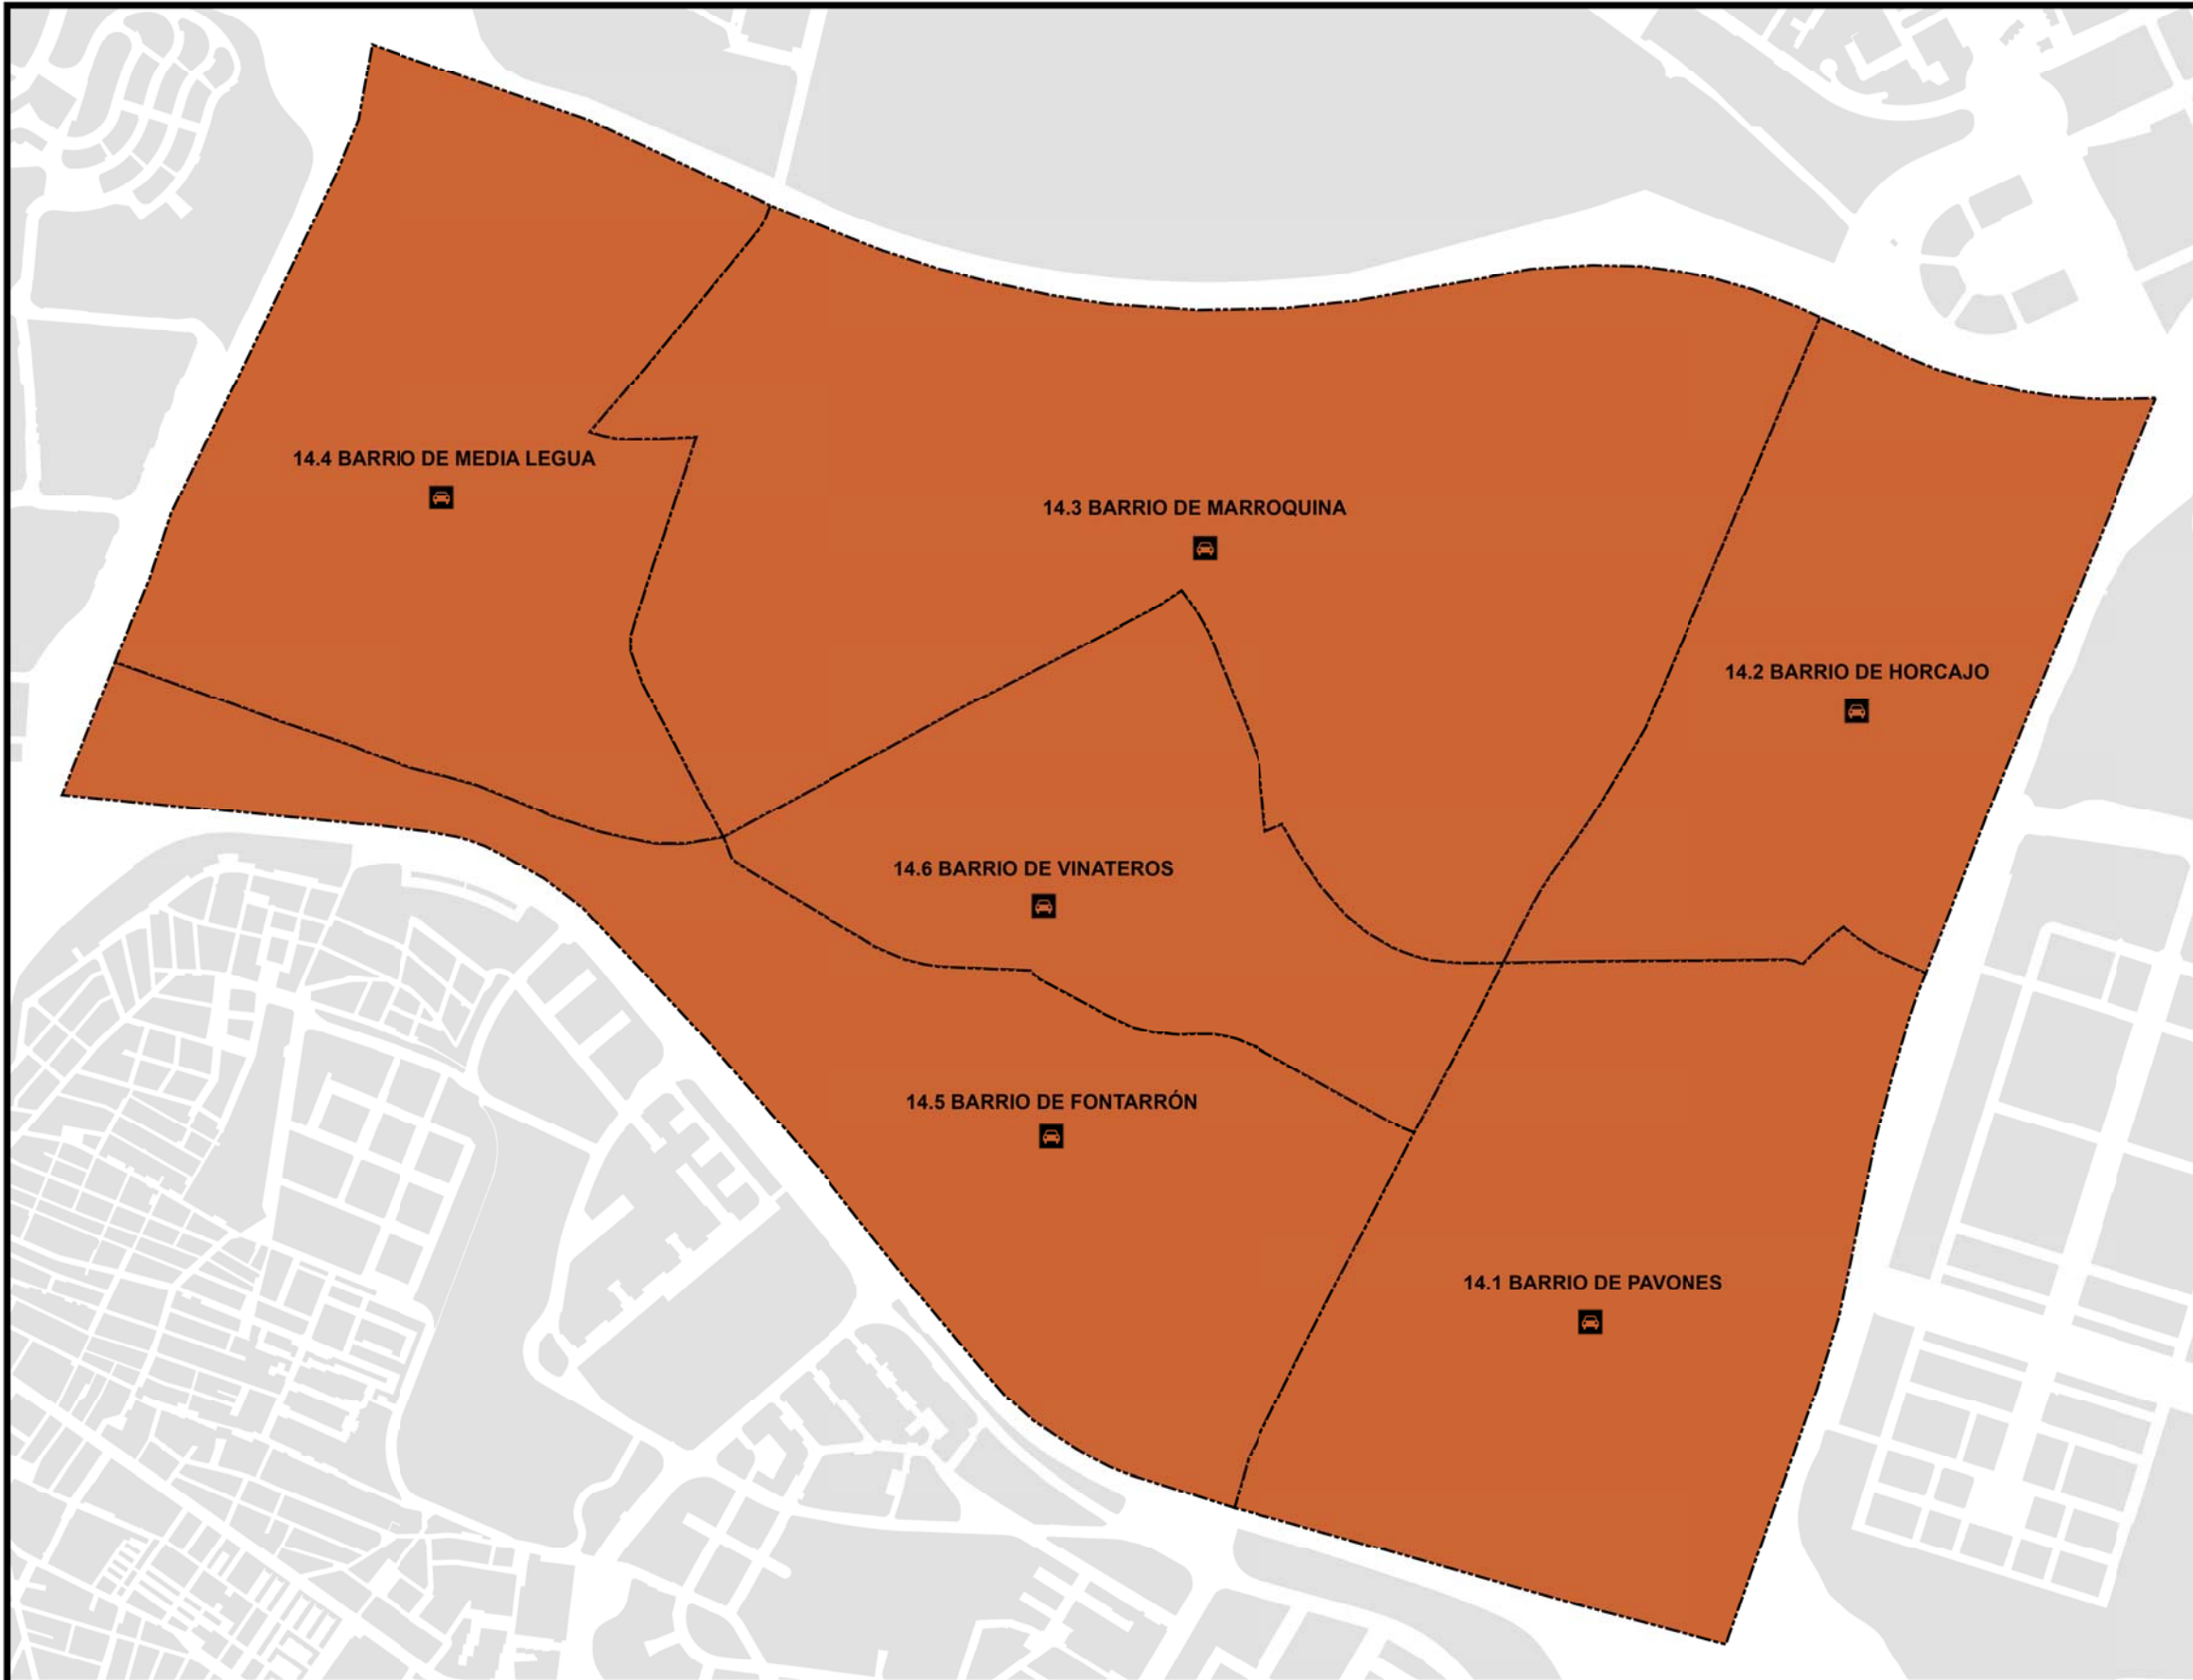 14.4 BARRIO DE MEDIA LEGUA
14.3 BARRIO DE MARROQUINA
14.2 BARRIO DE HORCAJO
14.6 BARRIO DE VINATEROS
14.5 BARRIO DE FONTARRÓN
14.1 BARRIO DE PAVONES